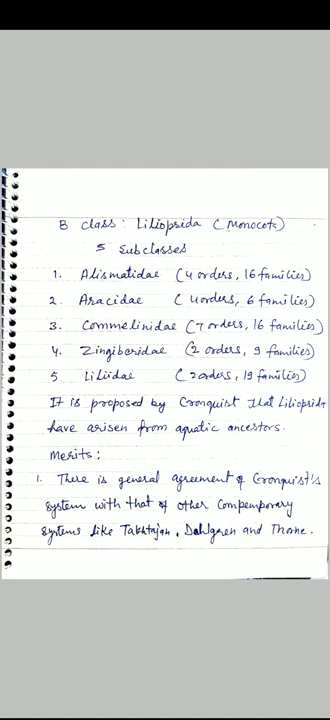 B Class: Liliopsida (Monocots)
5 Subclasses
1. Alismatidae (4 orders, 16 families)
2. Aracidae (4 orders, 6 families)
3. Commelinidae (7 orders, 16 families)
4. Zingiberidae (2 orders, 9 families)
5 Liliidae (2 orders, 19 families)
It is proposed by Cronquist that Liliopsida
have arisen from aquatic ancestors.
Merits:
1. There is general agreement of Cronquist's
system with that of other Compemporary
systems like Takhtajan, Dahlgren and Thorne.